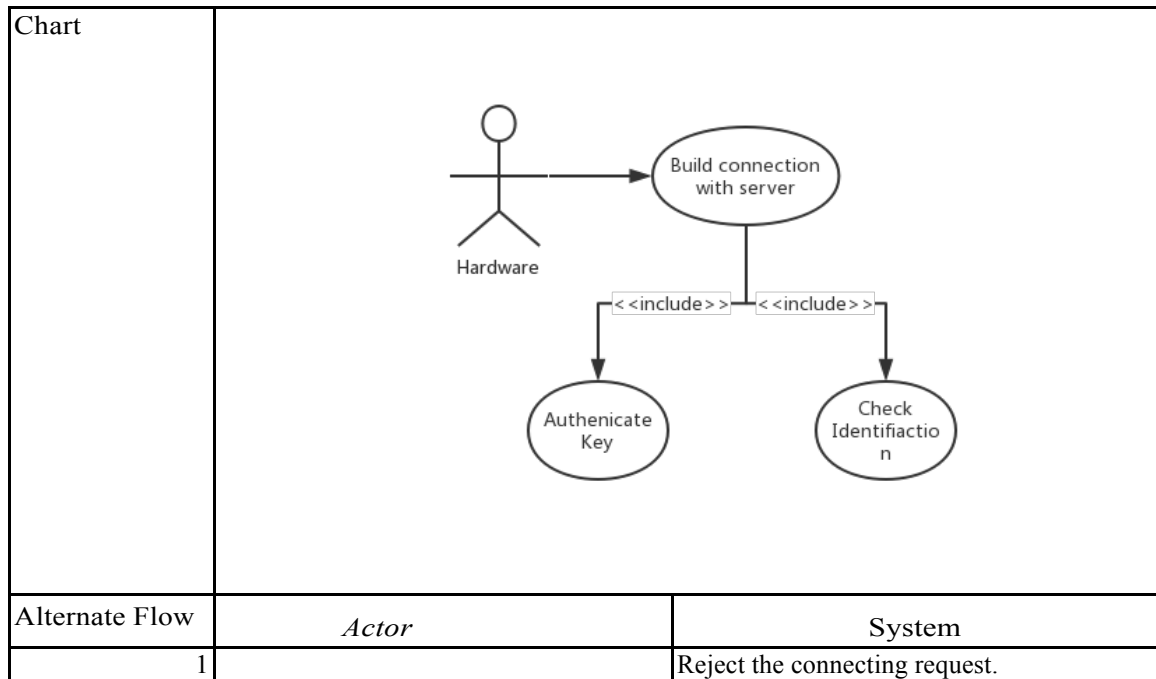 Chart
Build connection
with server
Hardware
<<include>> <<include>>
Authenicate
Key
Check
Identifiactio
n
Alternate Flow Actor System
1 Reject the connecting request.